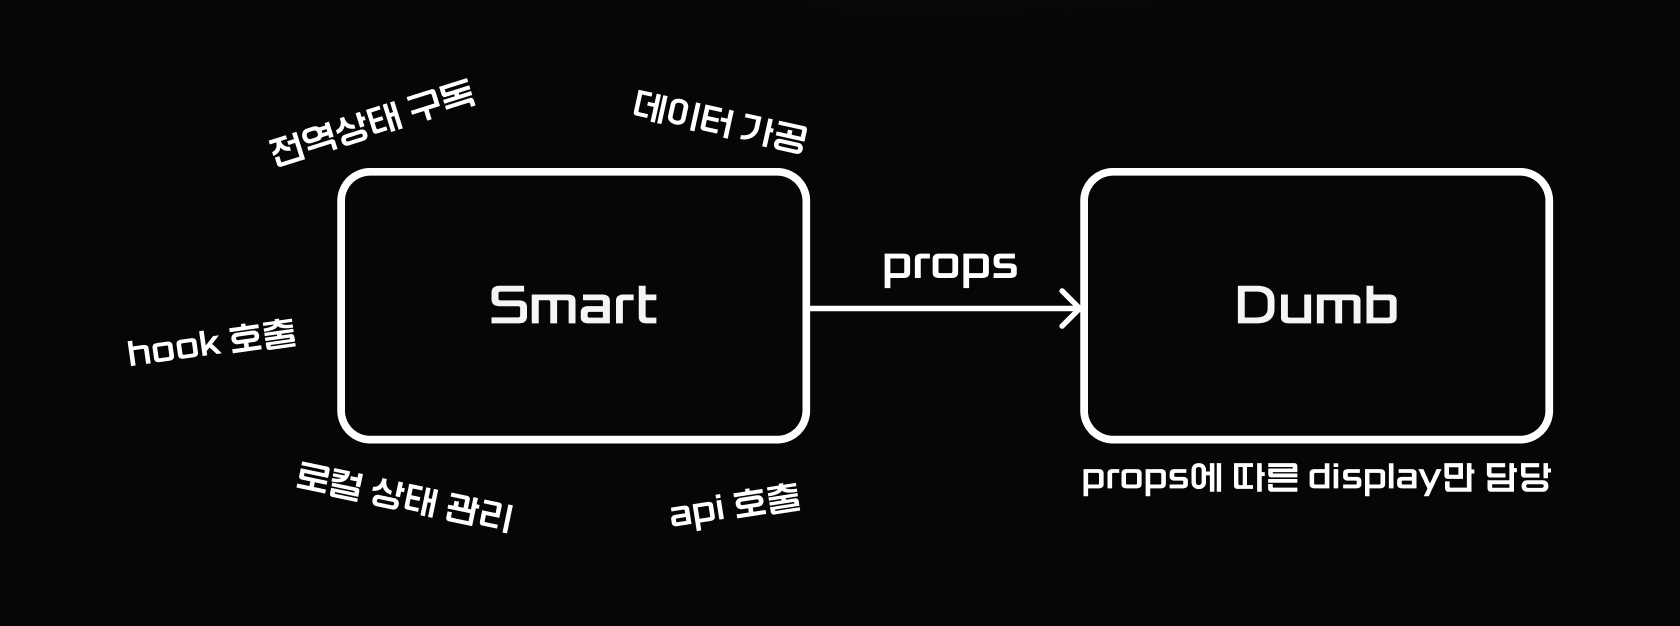 전역상태 구독
데이터 가공
props
Smart
Dumb
hook 호출
로컬 상태 관리
api 호출
props에 따른 display만 담당